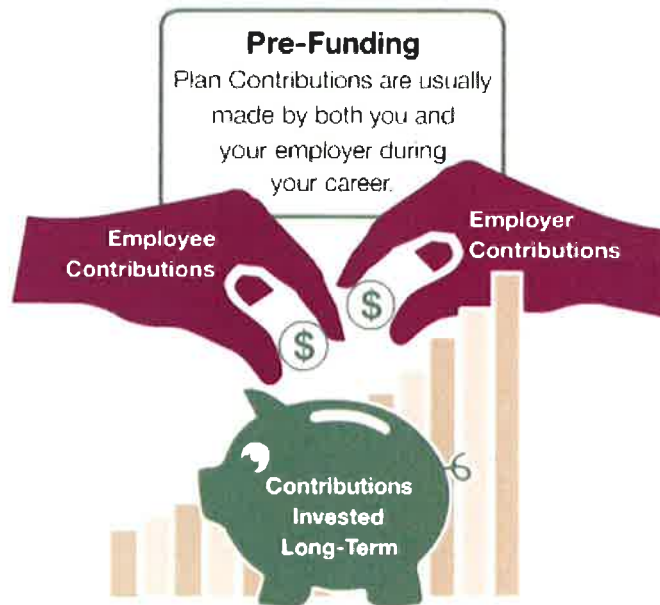 Pre-Funding
Plan Contributions are usually
made by both you and
your employer during
your career.
Employee
Contributions
Employer
Contributions
$
$
Contributions
Invested
Long-Term